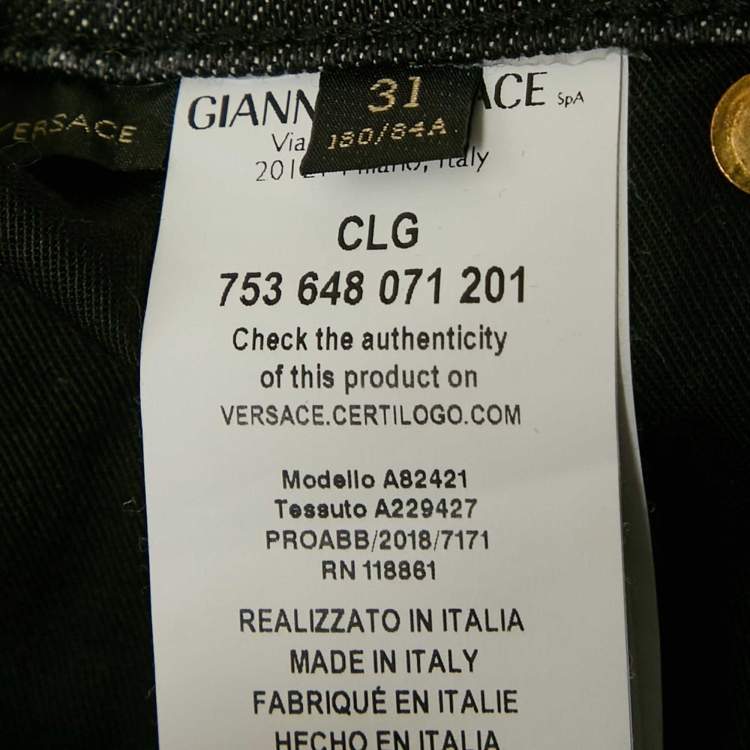 VERSACE
31
180/84A
GIANN ACE SpA
Via
201 Milano, Italy
CLG
753 648 071 201
Check the authenticity
of this product on
VERSACE.CERTILOGO.COM
Modello A82421
Tessuto A229427
PROABB/2018/7171
RN 118861
REALIZZATO IN ITALIA
MADE IN ITALY
FABRIQUÉ EN ITALIE
HECHO EN ITALIA